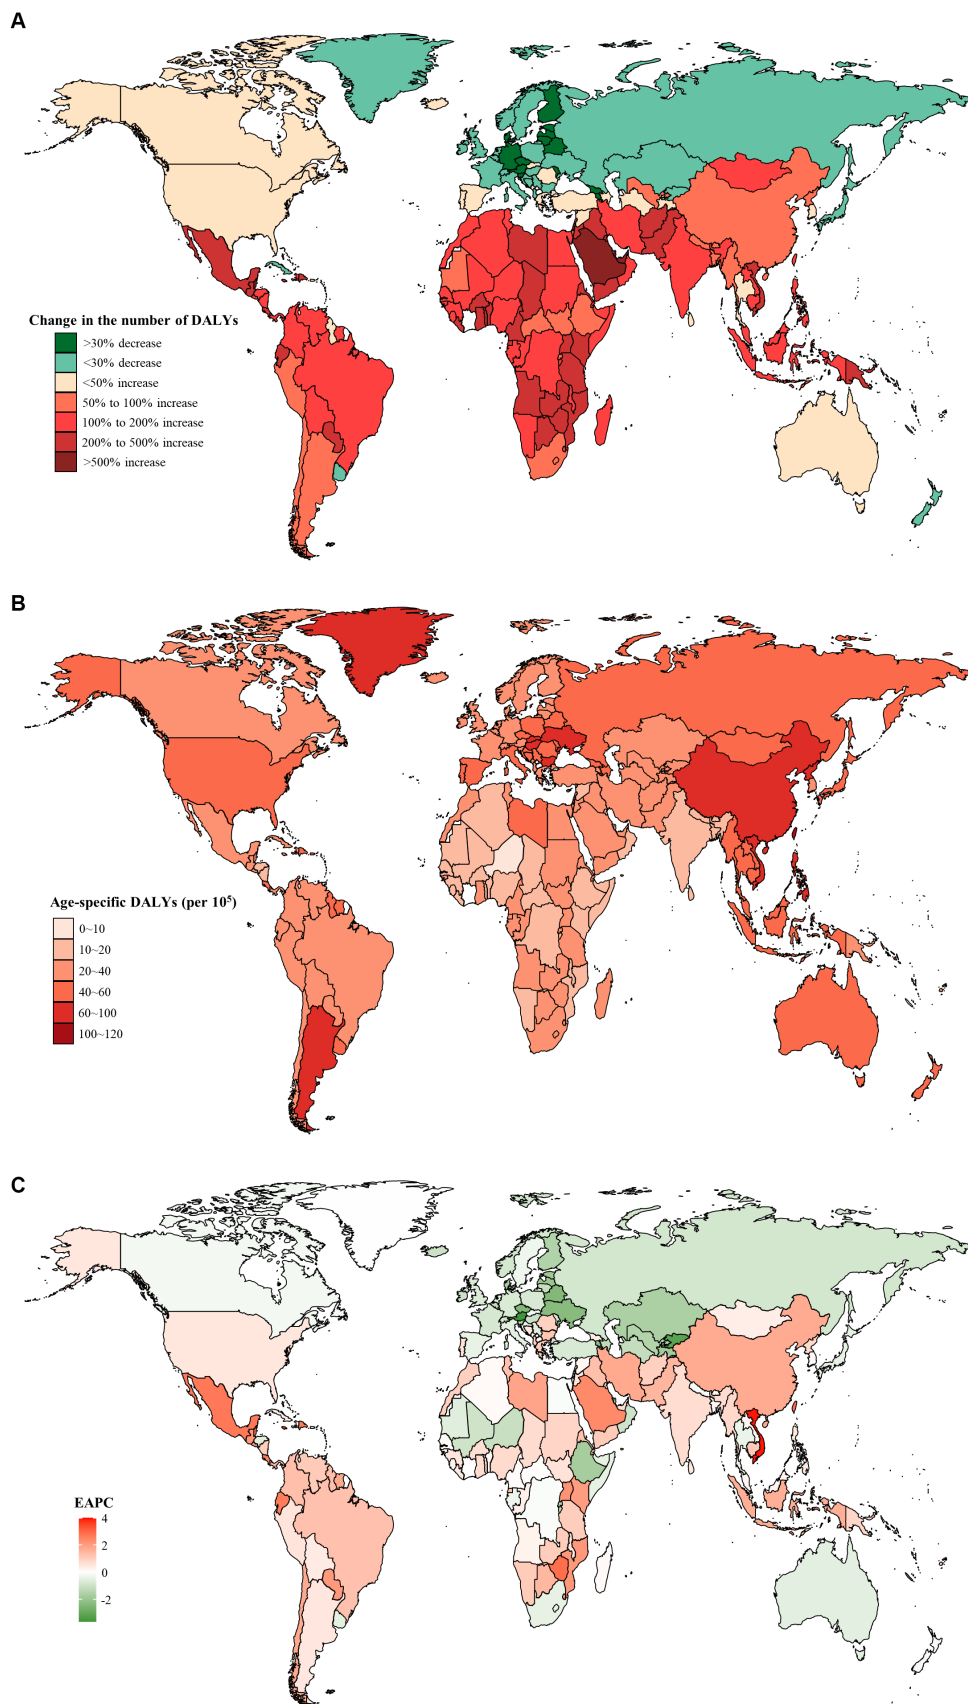 A
Change in the number of DALYs
>30% decrease
<30% decrease
<50% increase
50% to 100% increase
100% to 200% increase
200% to 500% increase
>500% increase
B
Age-specific DALYs (per 10⁵)
0~10
10~20
20~40
40~60
60~100
100~120
C
EAPC
4
2
0
-2